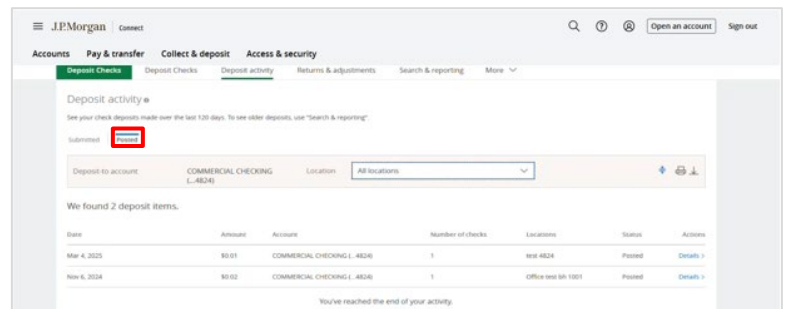 J.P.Morgan | Connect Open an account Sign out
Accounts Pay & transfer Collect & deposit Access & security
Deposit Checks Deposit Checks Deposit activity Returns & adjustments Search & reporting More
Deposit activity
See your check deposits made over the last 120 days. To see older deposits, use "Search & reporting"
Submitted Posted
Deposit to account COMMERCIAL CHECKING Location All locations
(...4824)
We found 2 deposit items.
Date Amount Account Number of checks Locations Status Actions
Mar 4, 2025 $0.01 COMMERCIAL CHECKING (...4824) 1 test 4824 Posted Details >
Nov 6, 2024 $0.02 COMMERCIAL CHECKING (...4824) 1 Office test bh 1001 Posted Details >
You've reached the end of your activity.